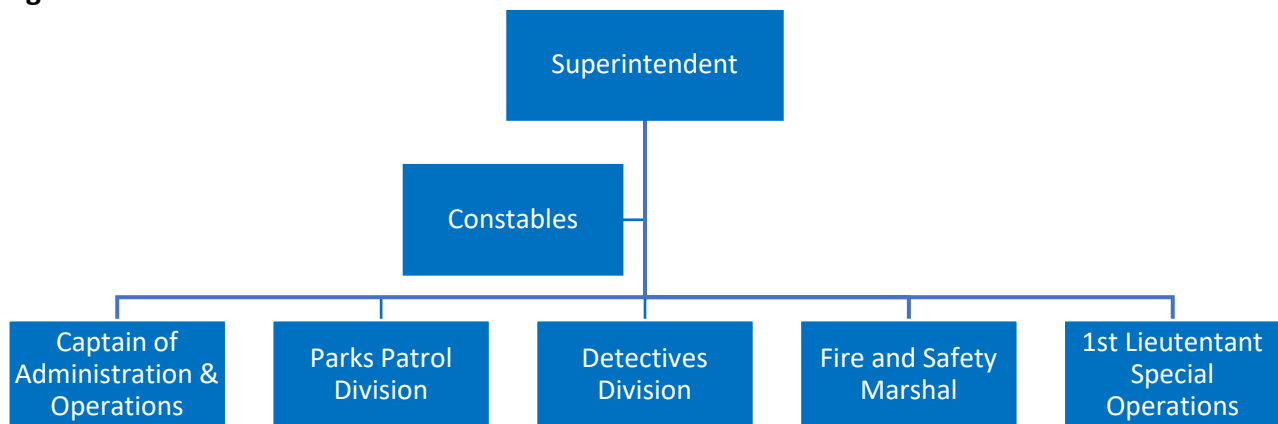 Superintendent
Constables
Captain of
Administration &
Operations
Parks Patrol
Division
Detectives
Division
Fire and Safety
Marshal
1st Lieutentant
Special
Operations